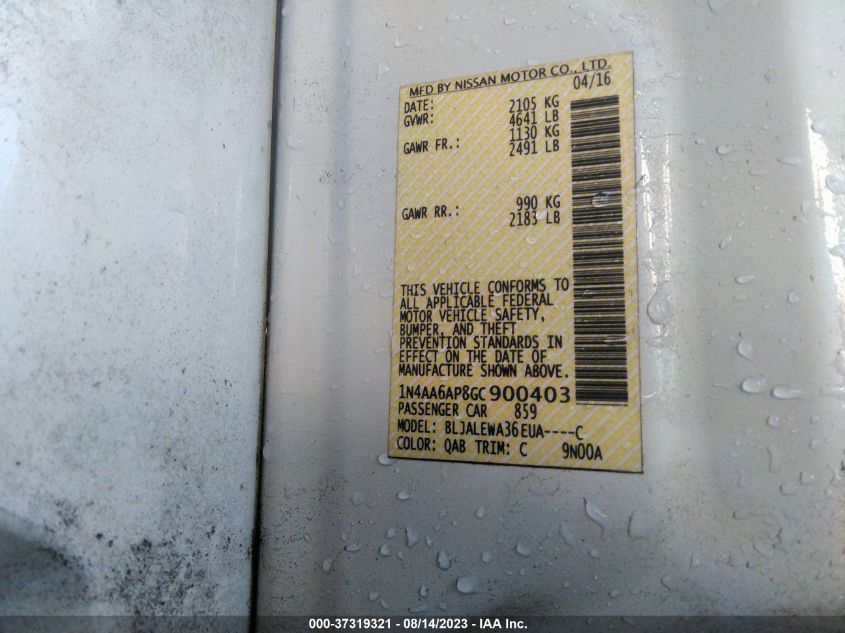 MFD BY NISSAN MOTOR CO., LTD.
04/16
DATE: 2105 KG
GVWR: 4641 LB
1130 KG
GAWR FR.: 2491 LB
990 KG
GAWR RR.: 2183 LB
THIS VEHICLE CONFORMS TO
ALL APPLICABLE FEDERAL
MOTOR VEHICLE SAFETY,
BUMPER, AND THEFT
PREVENTION STANDARDS IN
EFFECT ON THE DATE OF
MANUFACTURE SHOWN ABOVE.
1N4AA6AP8GC900403
PASSENGER CAR 859
MODEL: BLJALEWA36EUA----C
COLOR: QAB TRIM: C 9N00A
000-37319321 - 08/14/2023 - IAA Inc.